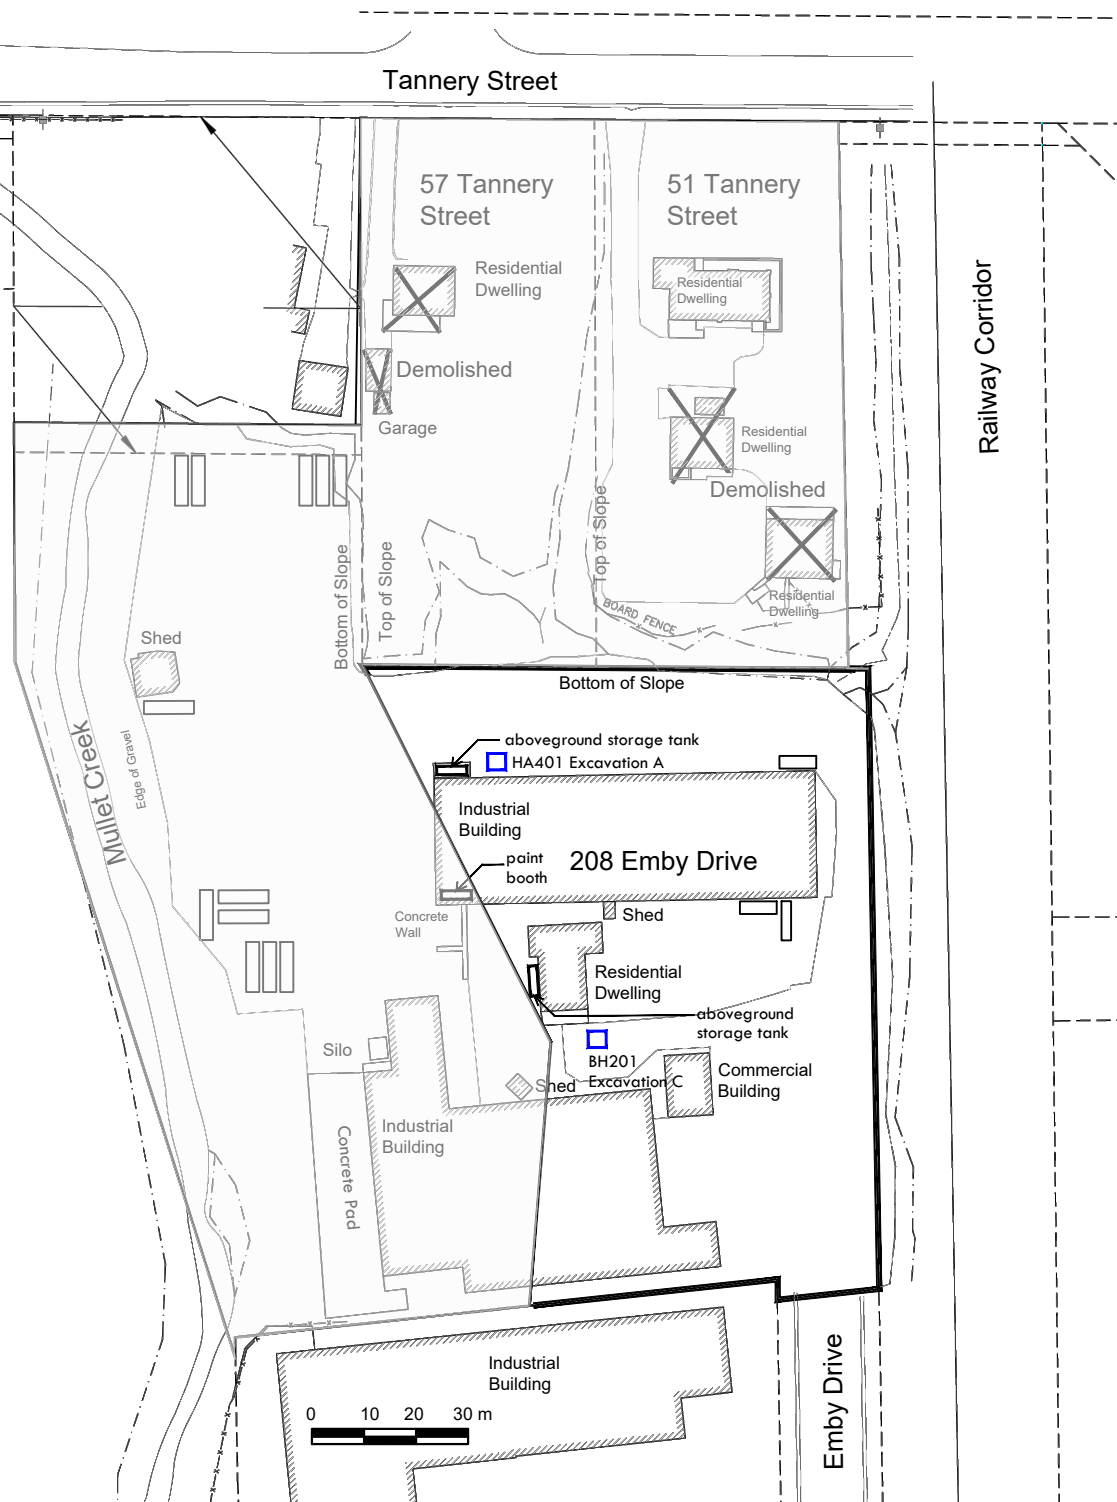 Tannery Street
57 Tannery
Street
51 Tannery
Street
Residential
Dwelling
Residential
Dwelling
Railway Corridor
Demolished
Garage
Residential
Dwelling
Demolished
Top of Slope
Bottom of Slope
Top of Slope
Residential
Dwelling
BOARD FENCE
Shed
Bottom of Slope
Mullet Creek
Edge of Gravel
aboveground storage tank
HA401 Excavation A
Industrial
Building
208 Emby Drive
paint
booth
Concrete
Wall
Shed
Residential
Dwelling
aboveground
storage tank
Silo
BH201
Excavation C
Shed
Commercial
Building
Industrial
Building
Concrete Pad
Industrial
Building
Emby Drive
0 10 20 30 m